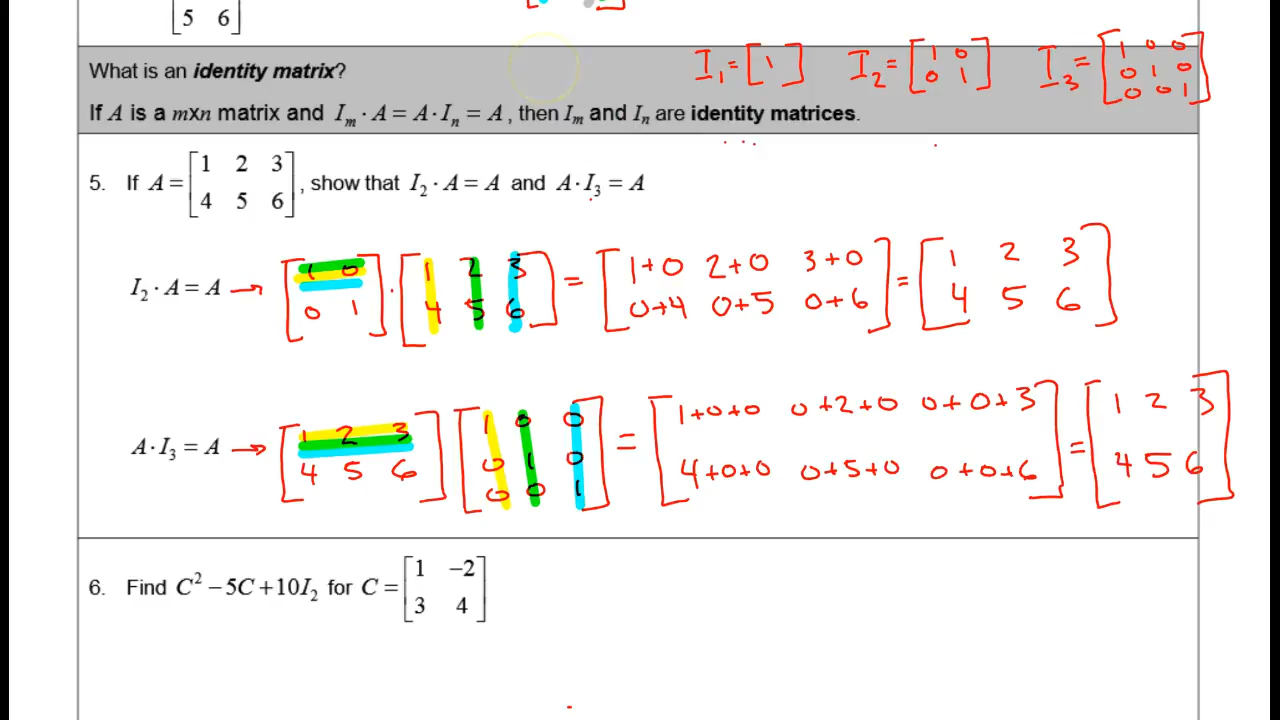 [5 6]
I₁ = [1] I₂ = [1 0; 0 1] I₃ = [1 0 0; 0 1 0; 0 0 1]
What is an identity matrix?
If A is a mxn matrix and Iₘ · A = A · Iₙ = A, then Iₘ and Iₙ are identity matrices.
5. If A = [1 2 3; 4 5 6], show that I₂ · A = A and A · I₃ = A
I₂ · A = A → [1 0; 0 1] · [1 2 3; 4 5 6] = [1+0 2+0 3+0; 0+4 0+5 0+6] = [1 2 3; 4 5 6]
A · I₃ = A → [1 2 3; 4 5 6] [1 0 0; 0 1 0; 0 0 1] = [1+0+0 0+2+0 0+0+3; 4+0+0 0+5+0 0+0+6] = [1 2 3; 4 5 6]
6. Find C² − 5C + 10I₂ for C = [1 −2; 3 4]